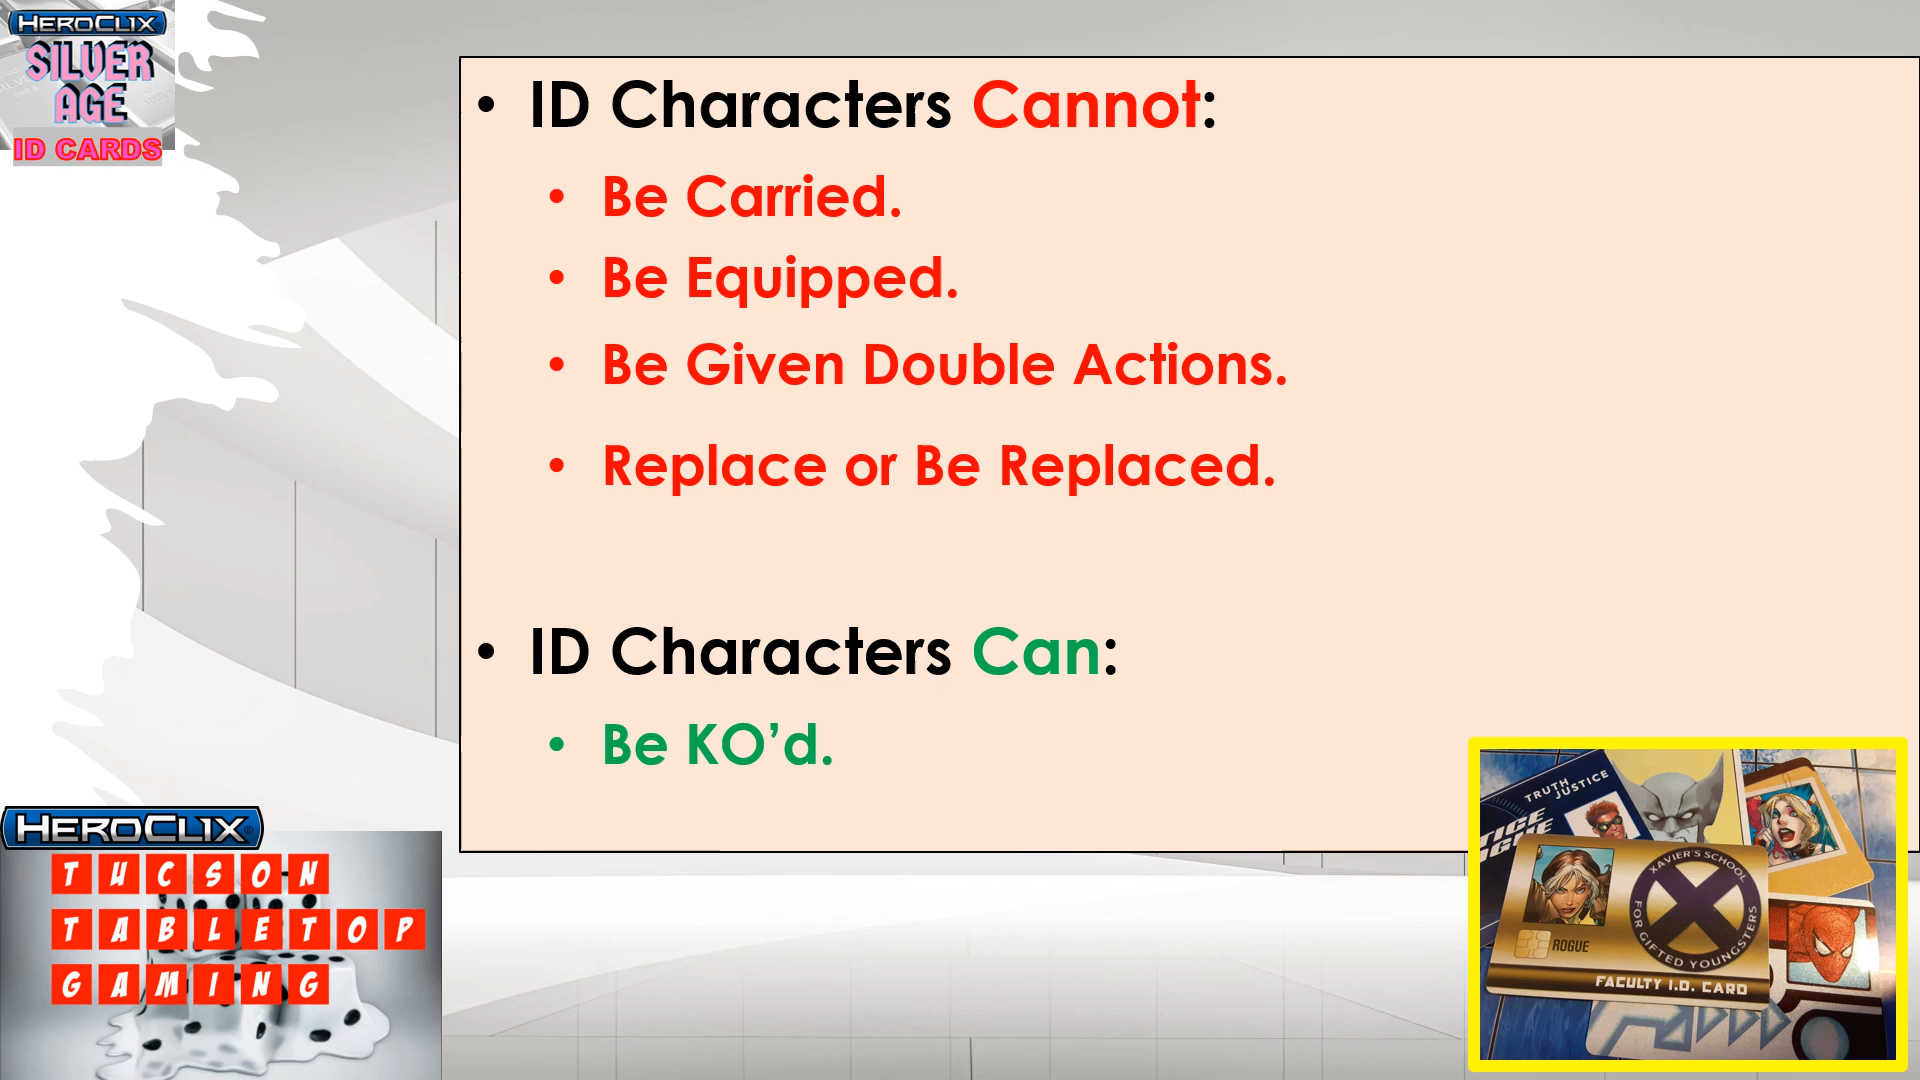 HEROCLIX
SILVER
AGE
ID CARDS
• ID Characters Cannot:
• Be Carried.
• Be Equipped.
• Be Given Double Actions.
• Replace or Be Replaced.
• ID Characters Can:
• Be KO’d.
HEROCLIX
TUCSON
TABLETOP
GAMING
TRUTH
JUSTICE
XAVIER'S SCHOOL
FOR GIFTED YOUNGSTERS
ROGUE
FACULTY I.D. CARD